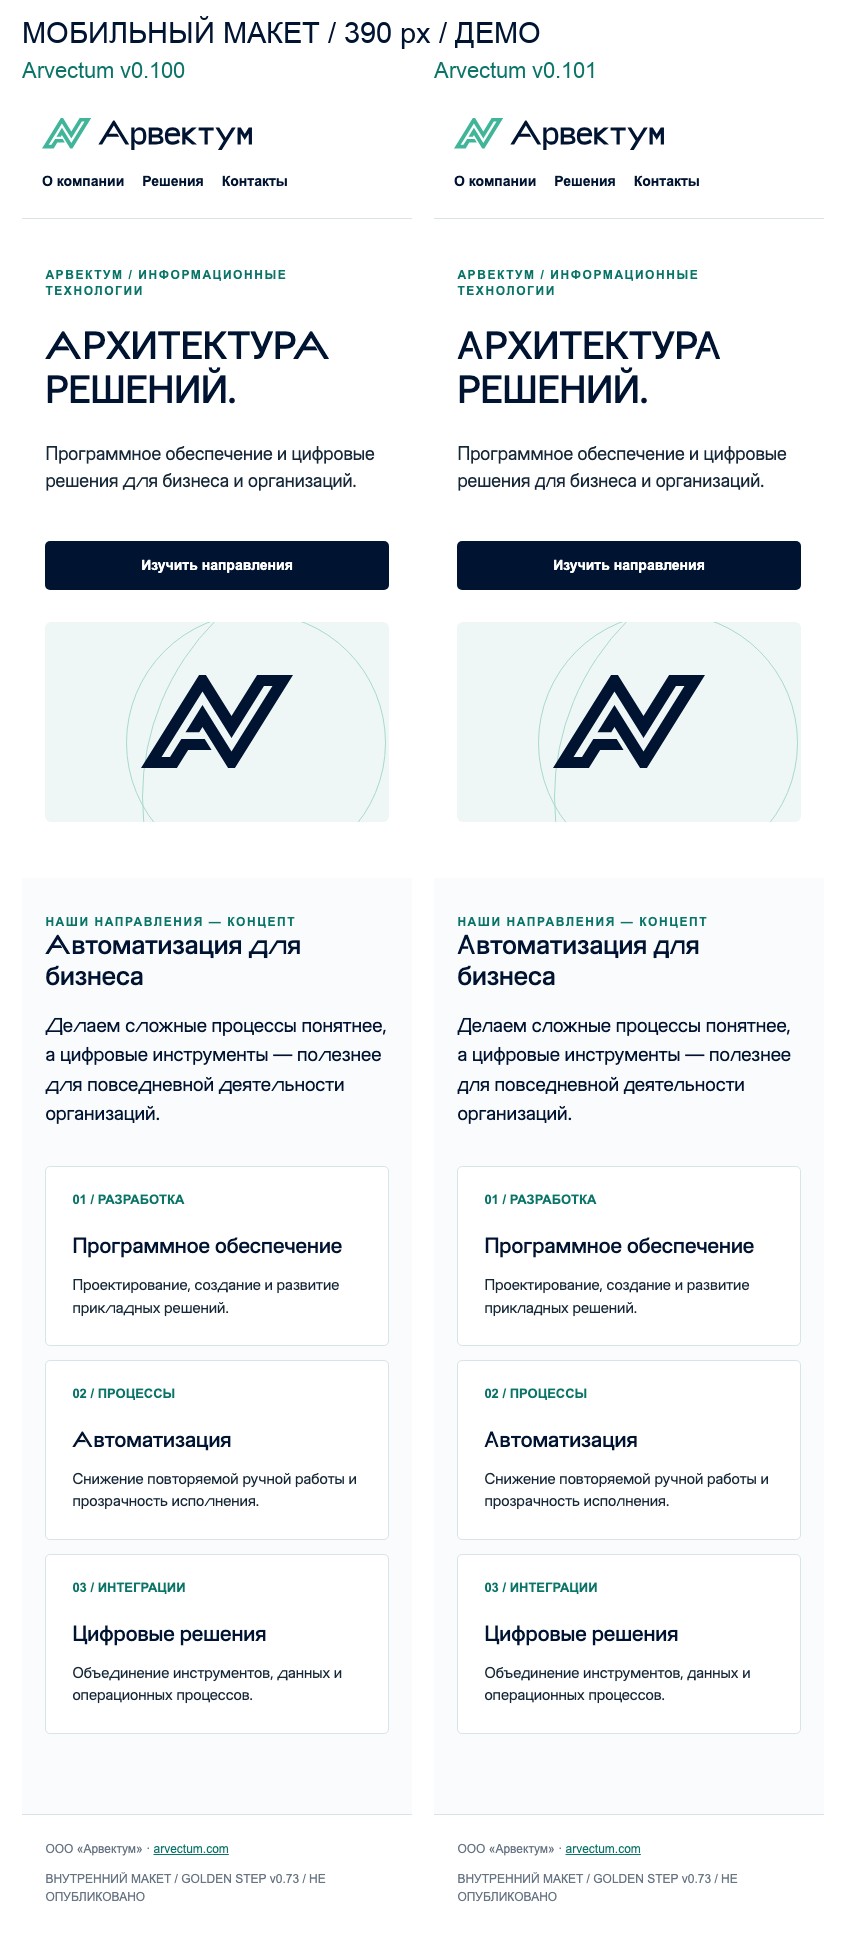 МОБИЛЬНЫЙ МАКЕТ / 390 px / ДЕМО
Arvectum v0.100
Арвектум
О компании Решения Контакты
АРВЕКТУМ / ИНФОРМАЦИОННЫЕ
ТЕХНОЛОГИИ
АРХИТЕКТУРА
РЕШЕНИЙ.
Программное обеспечение и цифровые
решения для бизнеса и организаций.
Изучить направления
НАШИ НАПРАВЛЕНИЯ — КОНЦЕПТ
Автоматизация для
бизнеса
Делаем сложные процессы понятнее,
а цифровые инструменты — полезнее
для повседневной деятельности
организаций.
01 / РАЗРАБОТКА
Программное обеспечение
Проектирование, создание и развитие
прикладных решений.
02 / ПРОЦЕССЫ
Автоматизация
Снижение повторяемой ручной работы и
прозрачность исполнения.
03 / ИНТЕГРАЦИИ
Цифровые решения
Объединение инструментов, данных и
операционных процессов.
ООО «Арвектум» · arvectum.com
ВНУТРЕННИЙ МАКЕТ / GOLDEN STEP v0.73 / НЕ
ОПУБЛИКОВАНО
Arvectum v0.101
Арвектум
О компании Решения Контакты
АРВЕКТУМ / ИНФОРМАЦИОННЫЕ
ТЕХНОЛОГИИ
АРХИТЕКТУРА
РЕШЕНИЙ.
Программное обеспечение и цифровые
решения для бизнеса и организаций.
Изучить направления
НАШИ НАПРАВЛЕНИЯ — КОНЦЕПТ
Автоматизация для
бизнеса
Делаем сложные процессы понятнее,
а цифровые инструменты — полезнее
для повседневной деятельности
организаций.
01 / РАЗРАБОТКА
Программное обеспечение
Проектирование, создание и развитие
прикладных решений.
02 / ПРОЦЕССЫ
Автоматизация
Снижение повторяемой ручной работы и
прозрачность исполнения.
03 / ИНТЕГРАЦИИ
Цифровые решения
Объединение инструментов, данных и
операционных процессов.
ООО «Арвектум» · arvectum.com
ВНУТРЕННИЙ МАКЕТ / GOLDEN STEP v0.73 / НЕ
ОПУБЛИКОВАНО